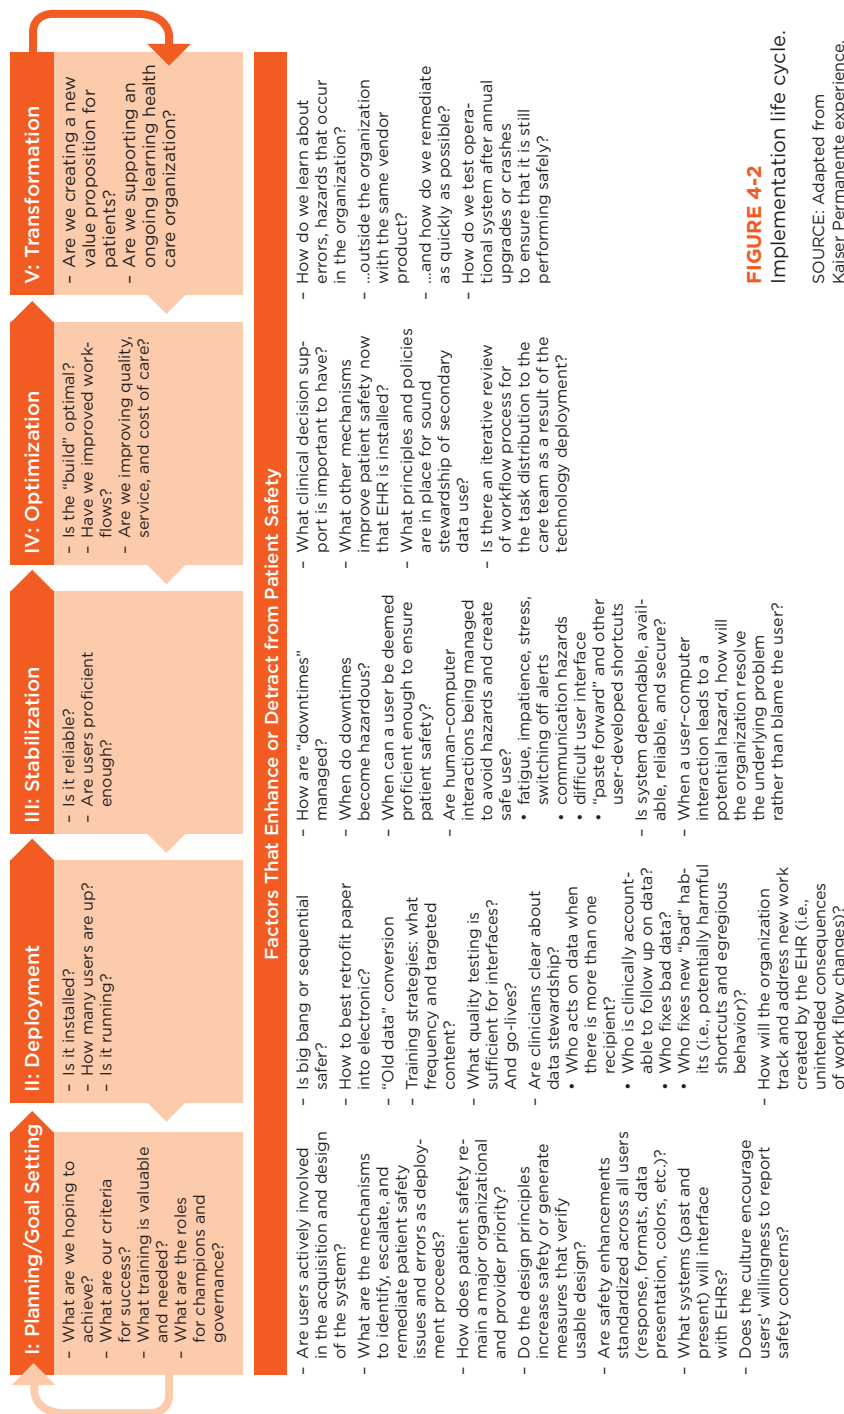 I: Planning/Goal Setting
– What are we hoping to
achieve?
– What are our criteria
for success?
– What training is valuable
and needed?
– What are the roles
for champions and
governance?
II: Deployment
– Is it installed?
– How many users are up?
– Is it running?
III: Stabilization
– Is it reliable?
– Are users proficient
enough?
IV: Optimization
– Is the “build” optimal?
– Have we improved work-
flows?
– Are we improving quality,
service, and cost of care?
V: Transformation
– Are we creating a new
value proposition for
patients?
– Are we supporting an
ongoing learning health
care organization?
Factors That Enhance or Detract from Patient Safety
– Are users actively involved
in the acquisition and design
of the system?
– What are the mechanisms
to identify, escalate, and
remediate patient safety
issues and errors as deploy-
ment proceeds?
– How does patient safety re-
main a major organizational
and provider priority?
– Do the design principles
increase safety or generate
measures that verify
usable design?
– Are safety enhancements
standardized across all users
(response, formats, data
presentation, colors, etc.)?
– What systems (past and
present) will interface
with EHRs?
– Does the culture encourage
users’ willingness to report
safety concerns?
– Is big bang or sequential
safer?
– How to best retrofit paper
into electronic?
– “Old data” conversion
– Training strategies: what
frequency and targeted
content?
– What quality testing is
sufficient for interfaces?
And go-lives?
– Are clinicians clear about
data stewardship?
• Who acts on data when
there is more than one
recipient?
• Who is clinically account-
able to follow up on data?
• Who fixes bad data?
• Who fixes new “bad” hab-
its (i.e., potentially harmful
shortcuts and egregious
behavior)?
– How will the organization
track and address new work
created by the EHR (i.e.,
unintended consequences
of work flow changes)?
– How are “downtimes”
managed?
– When do downtimes
become hazardous?
– When can a user be deemed
proficient enough to ensure
patient safety?
– Are human–computer
interactions being managed
to avoid hazards and create
safe use?
• fatigue, impatience, stress,
switching off alerts
• communication hazards
• difficult user interface
• “paste forward” and other
user-developed shortcuts
– Is system dependable, avail-
able, reliable, and secure?
– When a user–computer
interaction leads to a
potential hazard, how will
the organization resolve
the underlying problem
rather than blame the user?
– What clinical decision sup-
port is important to have?
– What other mechanisms
improve patient safety now
that EHR is installed?
– What principles and policies
are in place for sound
stewardship of secondary
data use?
– Is there an iterative review
of workflow process for
the task distribution to the
care team as a result of the
technology deployment?
– How do we learn about
errors, hazards that occur
in the organization?
– ...outside the organization
with the same vendor
product?
– ...and how do we remediate
as quickly as possible?
– How do we test opera-
tional system after annual
upgrades or crashes
to ensure that it is still
performing safely?
FIGURE 4-2
Implementation life cycle.
SOURCE: Adapted from
Kaiser Permanente experience.